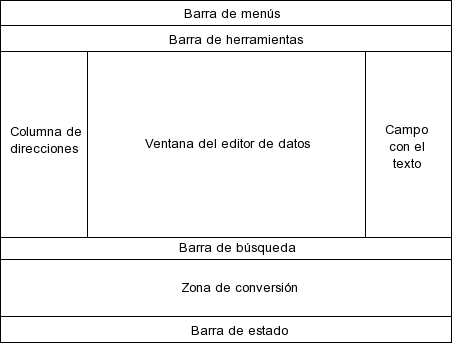 Barra de menús
Barra de herramientas
Columna de
direcciones
Ventana del editor de datos
Campo
con el
texto
Barra de búsqueda
Zona de conversión
Barra de estado